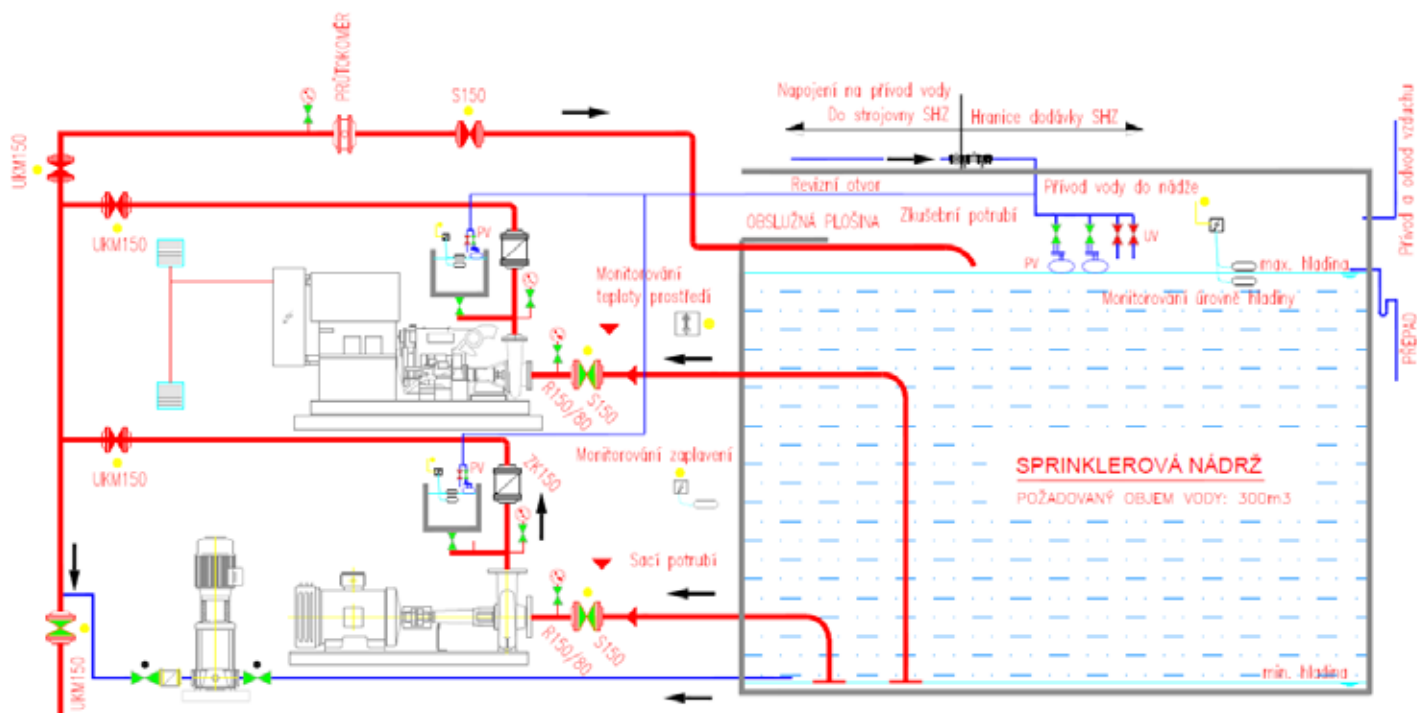 PRŮTOKOMĚR
S150
UKM150
UKM150
Napojení na přívod vody
Do strojovny SHZ
Hranice dodávky SHZ
Přívod a odvod vzduchu
Revizní otvor
Přívod vody do nádže
OBSLUŽNÁ PLOŠINA
Zkušební potrubí
UV
PV
PV
max. hladina
Monitorování úrovně hladiny
PŘEPAD
Monitorování
teploty prostředí
R150/80
S150
UKM150
PV
ZK150
Monitorování zaplavení
SPRINKLEROVÁ NÁDRŽ
POŽADOVANÝ OBJEM VODY: 300m3
Sací potrubí
R150/80
S150
UKM150
min. hladina